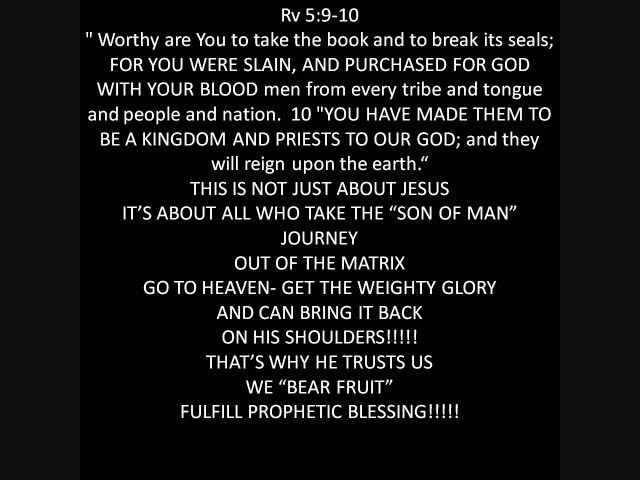 Rv 5:9-10
" Worthy are You to take the book and to break its seals;
FOR YOU WERE SLAIN, AND PURCHASED FOR GOD
WITH YOUR BLOOD men from every tribe and tongue
and people and nation.  10 "YOU HAVE MADE THEM TO
BE A KINGDOM AND PRIESTS TO OUR GOD; and they
will reign upon the earth.“
THIS IS NOT JUST ABOUT JESUS
IT’S ABOUT ALL WHO TAKE THE “SON OF MAN”
JOURNEY
OUT OF THE MATRIX
GO TO HEAVEN- GET THE WEIGHTY GLORY
AND CAN BRING IT BACK
ON HIS SHOULDERS!!!!!
THAT’S WHY HE TRUSTS US
WE “BEAR FRUIT”
FULFILL PROPHETIC BLESSING!!!!!